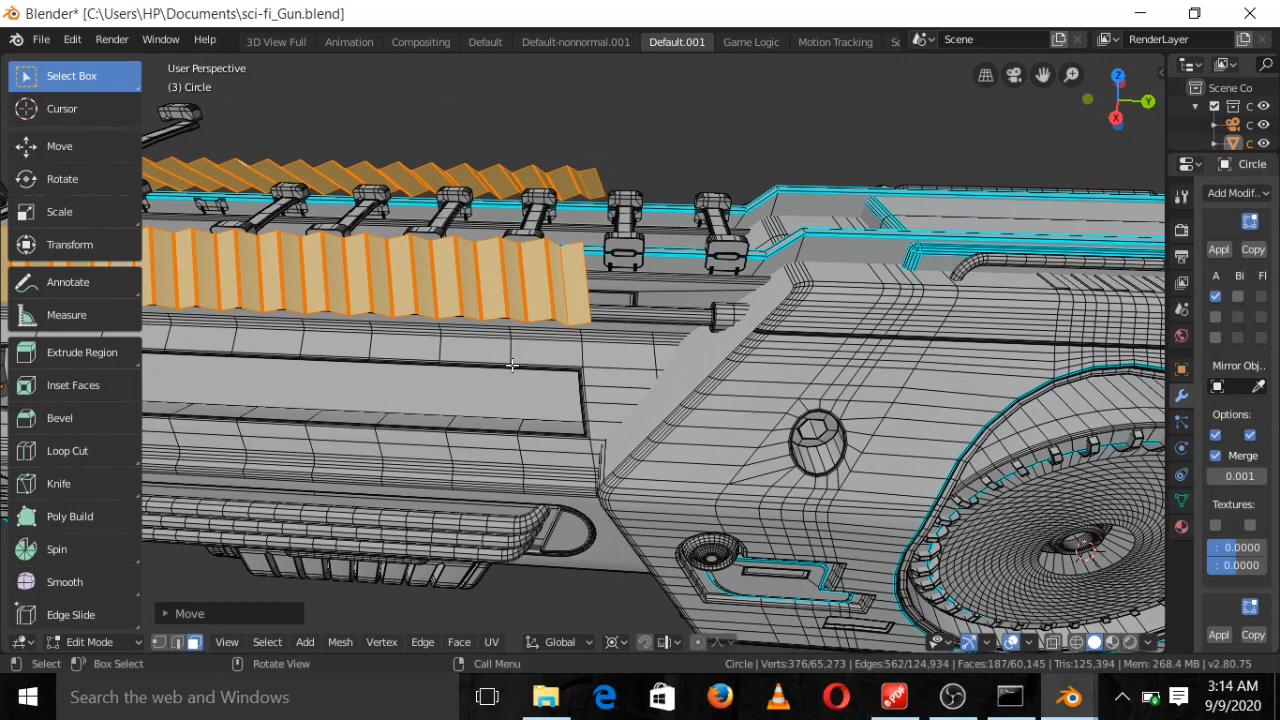 Blender* [C:\Users\HP\Documents\sci-fi_Gun.blend]
File Edit Render Window Help
3D View Full Animation Compositing Default Default-nonnormal.001 Default.001 Game Logic Motion Tracking Sc
Scene
RenderLayer
Select Box
Cursor
Move
Rotate
Scale
Transform
Annotate
Measure
Extrude Region
Inset Faces
Bevel
Loop Cut
Knife
Poly Build
Spin
Smooth
Edge Slide
User Perspective
(3) Circle
Z
Y
X
Move
Scene Co
C
C
C
Circle
Add Modif...
Appl Copy
A Bi Fl
Mirror Obj..
Options:
Merge
0.001
Textures:
: 0.0000
: 0.0000
Appl Copy
Edit Mode View Select Add Mesh Vertex Edge Face UV Global
Select Box Select Rotate View Call Menu
Circle | Verts:376/65,273 | Edges:562/124,934 | Faces:187/60,145 | Tris:125,394 | Mem: 268.4 MB | v2.80.75
Search the web and Windows
3:14 AM
9/9/2020